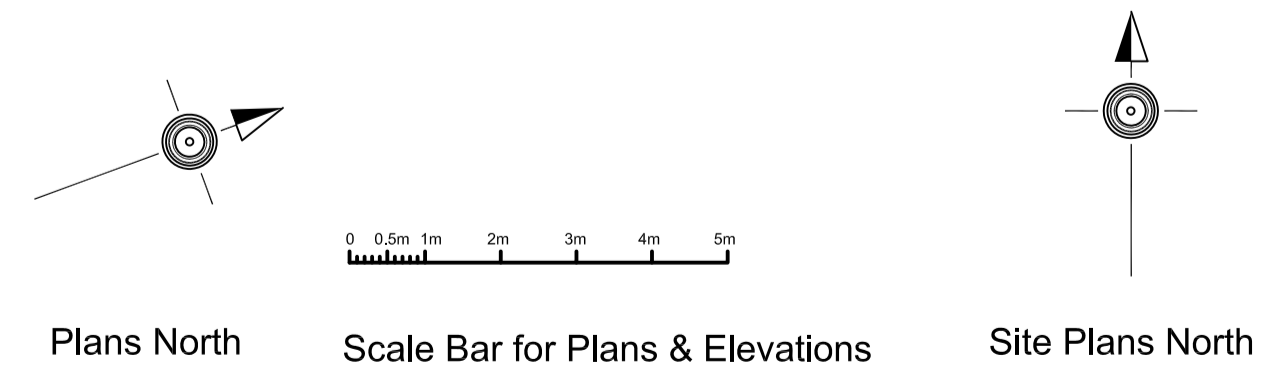 0 0.5m 1m 2m 3m 4m 5m
Plans North
Scale Bar for Plans & Elevations
Site Plans North